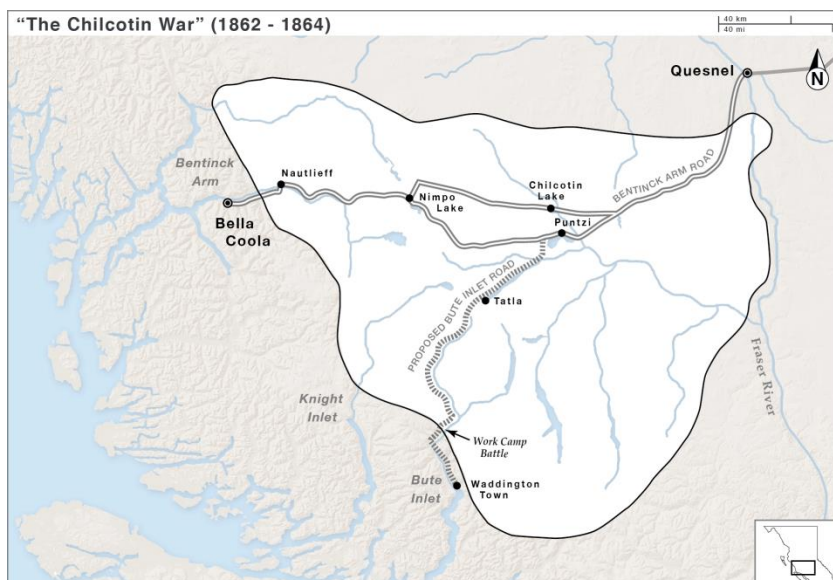 “The Chilcotin War” (1862 - 1864)
40 km
40 mi
N
Quesnel
Bentinck
Arm
Nautlieff
Nimpo
Lake
Chilcotin
Lake
BENTINCK ARM ROAD
Puntzi
Bella
Coola
PROPOSED BUTE INLET ROAD
Tatla
Fraser River
Knight
Inlet
Work Camp
Battle
Bute
Inlet
Waddington
Town